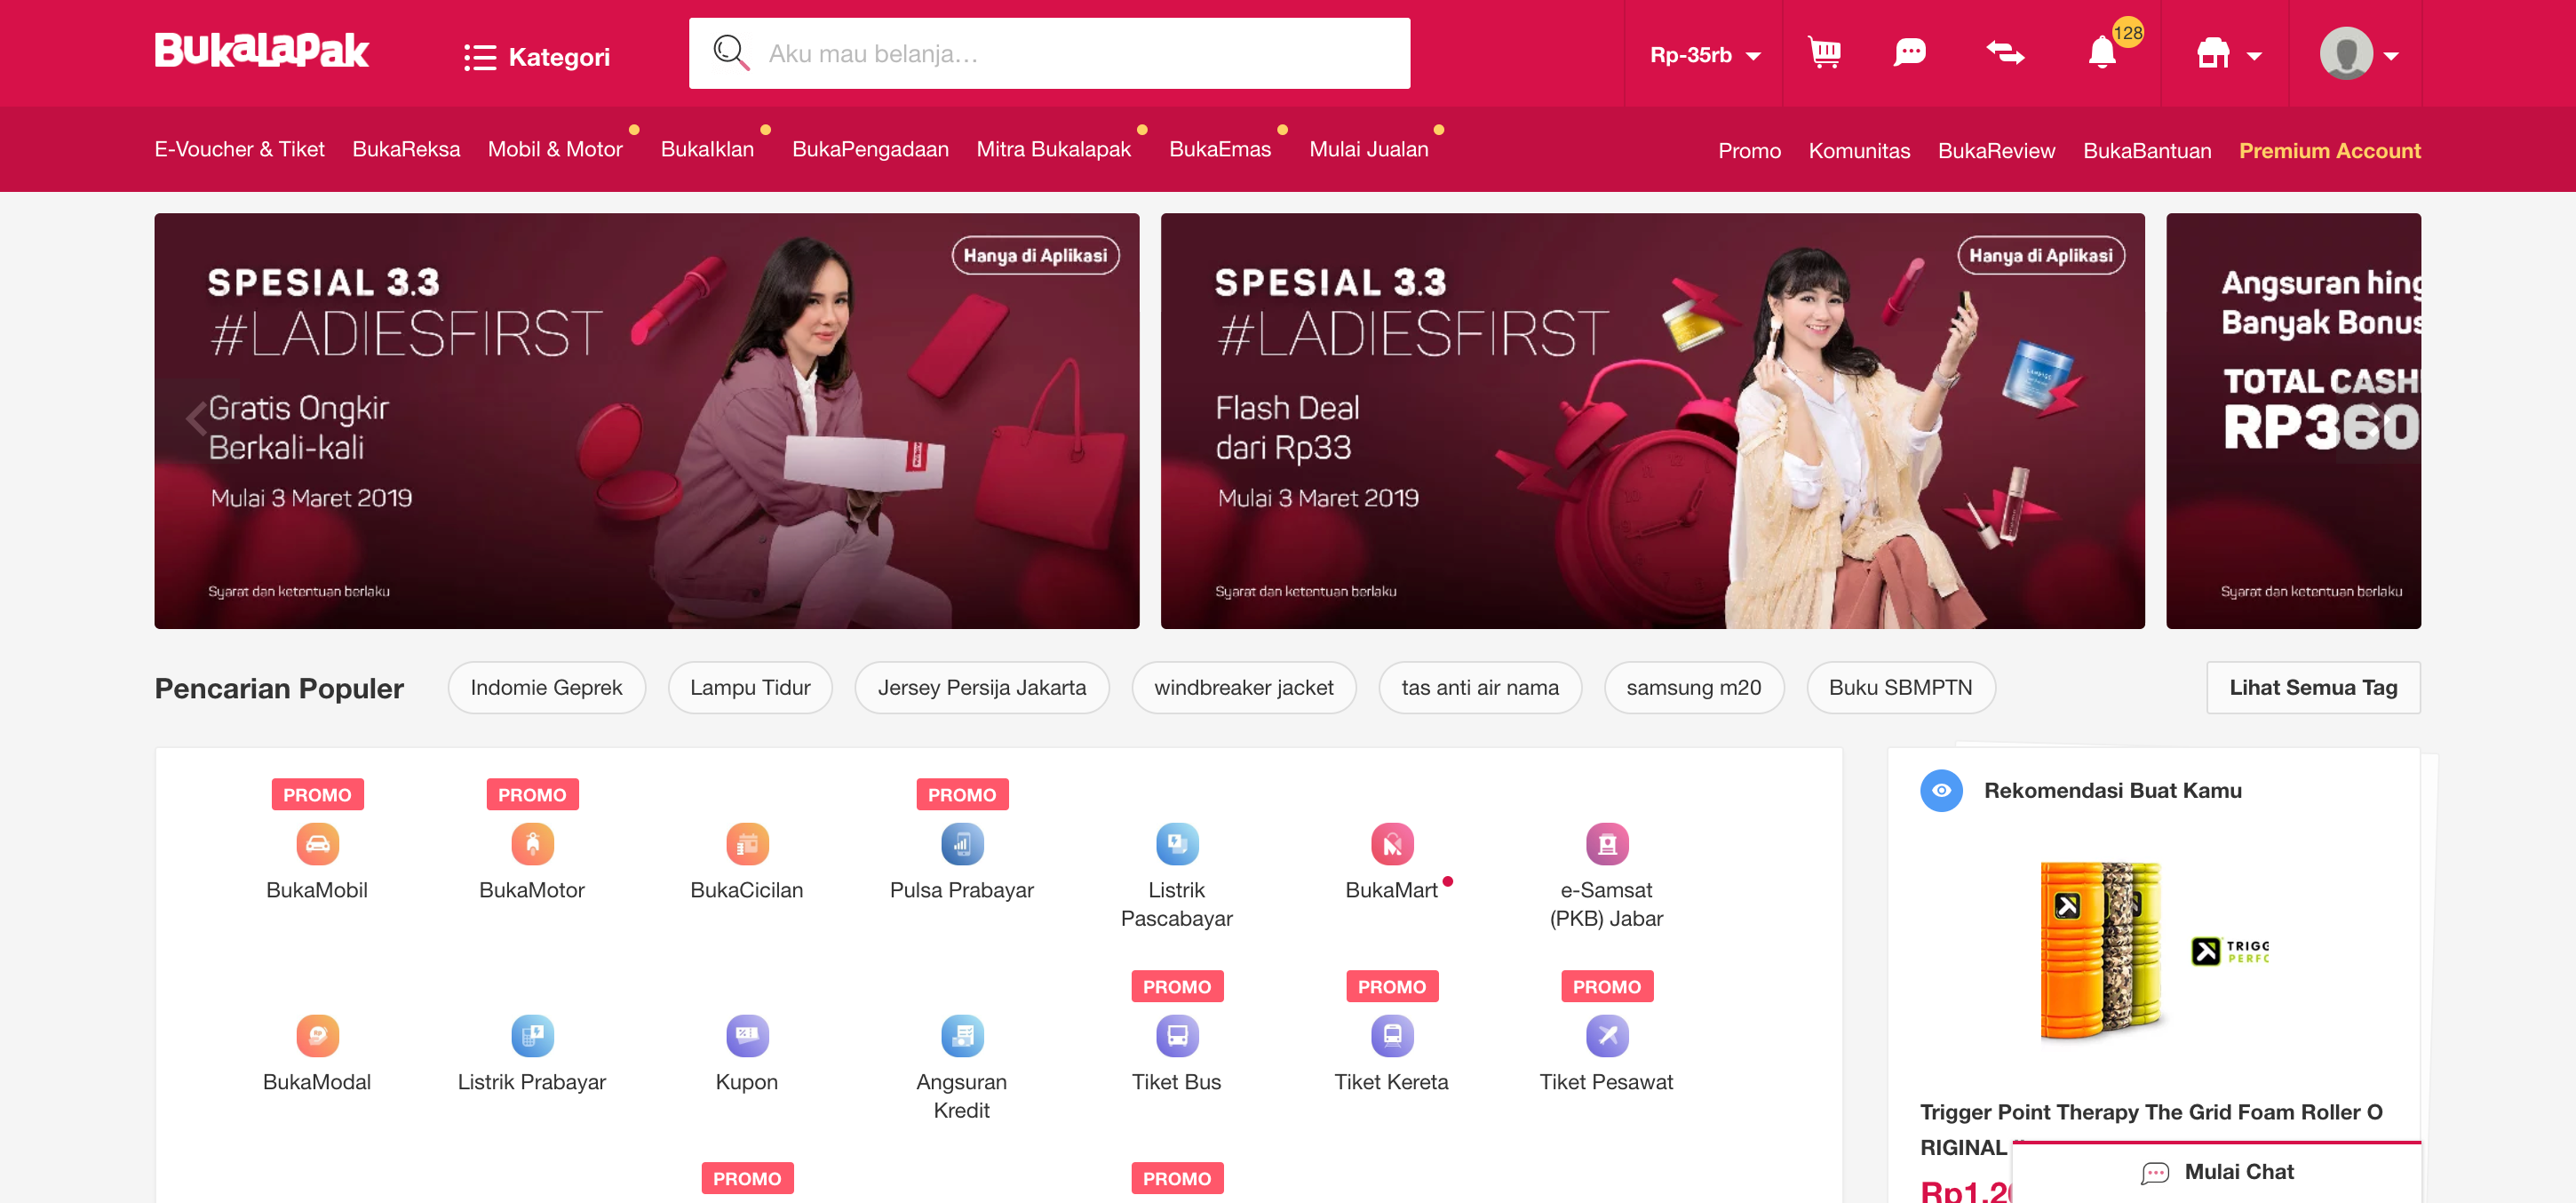 BukaLapak
Kategori
Aku mau belanja...
Rp-35rb
128
E-Voucher & Tiket
BukaReksa
Mobil & Motor
BukaIklan
BukaPengadaan
Mitra Bukalapak
BukaEmas
Mulai Jualan
Promo
Komunitas
BukaReview
BukaBantuan
Premium Account
Hanya di Aplikasi
SPESIAL 3.3
#LADIESFIRST
Gratis Ongkir
Berkali-kali
Mulai 3 Maret 2019
Syarat dan ketentuan berlaku
Hanya di Aplikasi
SPESIAL 3.3
#LADIESFIRST
Flash Deal
dari Rp33
Mulai 3 Maret 2019
Syarat dan ketentuan berlaku
Angsuran hing
Banyak Bonus
TOTAL CASH
RP360
Syarat dan ketentuan berlaku
Pencarian Populer
Indomie Geprek
Lampu Tidur
Jersey Persija Jakarta
windbreaker jacket
tas anti air nama
samsung m20
Buku SBMPTN
Lihat Semua Tag
PROMO
BukaMobil
PROMO
BukaMotor
BukaCicilan
PROMO
Pulsa Prabayar
Listrik
Pascabayar
BukaMart
e-Samsat
(PKB) Jabar
BukaModal
Listrik Prabayar
Kupon
Angsuran
Kredit
PROMO
Tiket Bus
PROMO
Tiket Kereta
PROMO
Tiket Pesawat
PROMO
PROMO
Rekomendasi Buat Kamu
TRIGG
PERFC
Trigger Point Therapy The Grid Foam Roller O
RIGINAL
Rp1.2
Mulai Chat